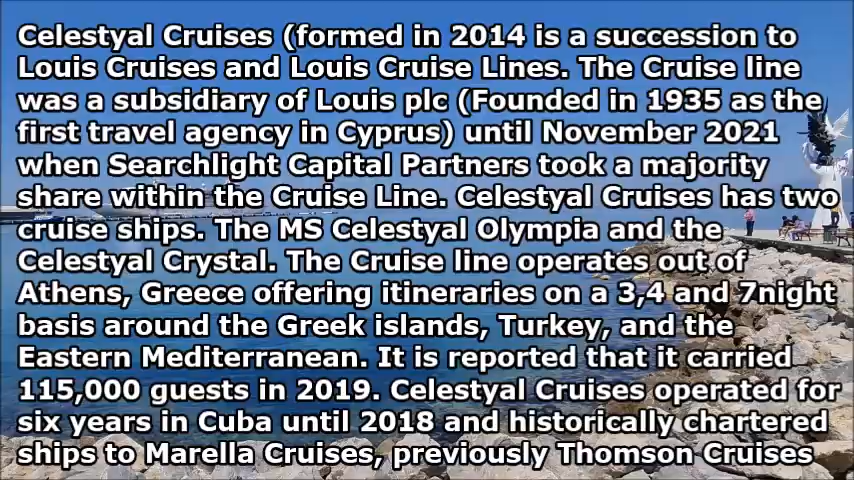 Celestyal Cruises (formed in 2014 is a succession to
Louis Cruises and Louis Cruise Lines. The Cruise line
was a subsidiary of Louis plc (Founded in 1935 as the
first travel agency in Cyprus) until November 2021
when Searchlight Capital Partners took a majority
share within the Cruise Line. Celestyal Cruises has two
cruise ships. The MS Celestyal Olympia and the
Celestyal Crystal. The Cruise line operates out of
Athens, Greece offering itineraries on a 3,4 and 7night
basis around the Greek islands, Turkey, and the
Eastern Mediterranean. It is reported that it carried
115,000 guests in 2019. Celestyal Cruises operated for
six years in Cuba until 2018 and historically chartered
ships to Marella Cruises, previously Thomson Cruises